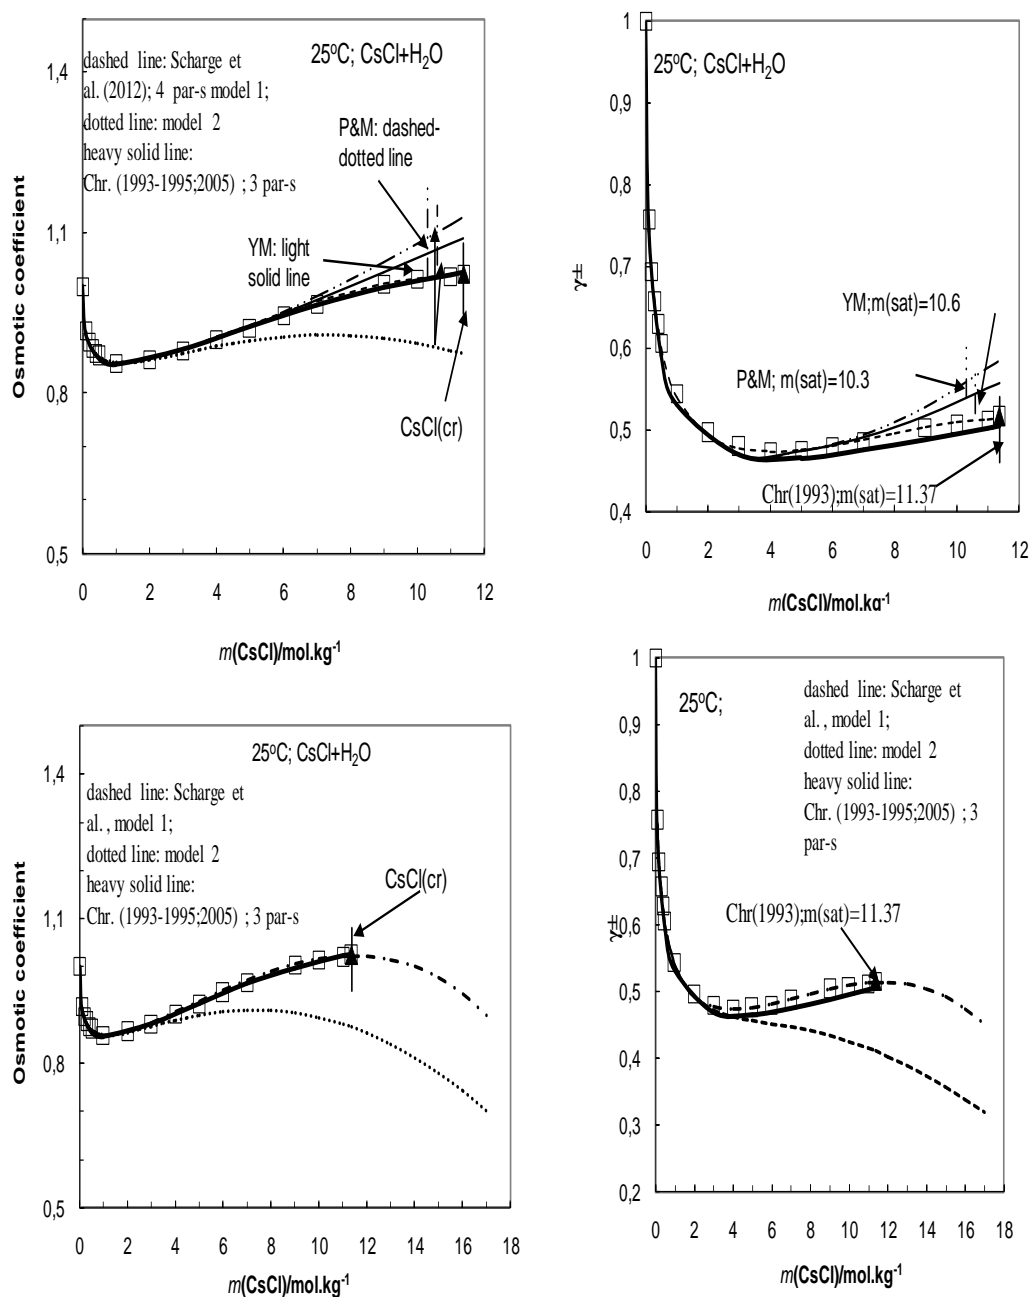 25ºC; CsCl+H2O
dashed line: Scharge et
al. (2012); 4 par-s model 1;
dotted line: model 2
heavy solid line:
Chr. (1993-1995;2005) ; 3 par-s
P&M: dashed-
dotted line
YM: light
solid line
CsCl(cr)
Osmotic coefficient
1,4
1,1
0,8
0,5
0 2 4 6 8 10 12
m(CsCl)/mol.kg-1
25ºC; CsCl+H2O
YM;m(sat)=10.6
P&M; m(sat)=10.3
Chr(1993);m(sat)=11.37
γ±
1
0,9
0,8
0,7
0,6
0,5
0,4
0 2 4 6 8 10 12
m(CsCl)/mol.kg-1
25ºC; CsCl+H2O
dashed line: Scharge et
al. , model 1;
dotted line: model 2
heavy solid line:
Chr. (1993-1995;2005) ; 3 par-s
CsCl(cr)
Osmotic coefficient
1,4
1,1
0,8
0,5
0 2 4 6 8 10 12 14 16 18
m(CsCl)/mol.kg-1
25ºC;
dashed line: Scharge et
al. , model 1;
dotted line: model 2
heavy solid line:
Chr. (1993-1995;2005) ; 3
par-s
Chr(1993);m(sat)=11.37
γ±
1
0,9
0,8
0,7
0,6
0,5
0,4
0,3
0,2
0 2 4 6 8 10 12 14 16 18
m(CsCl)/mol.kg-1